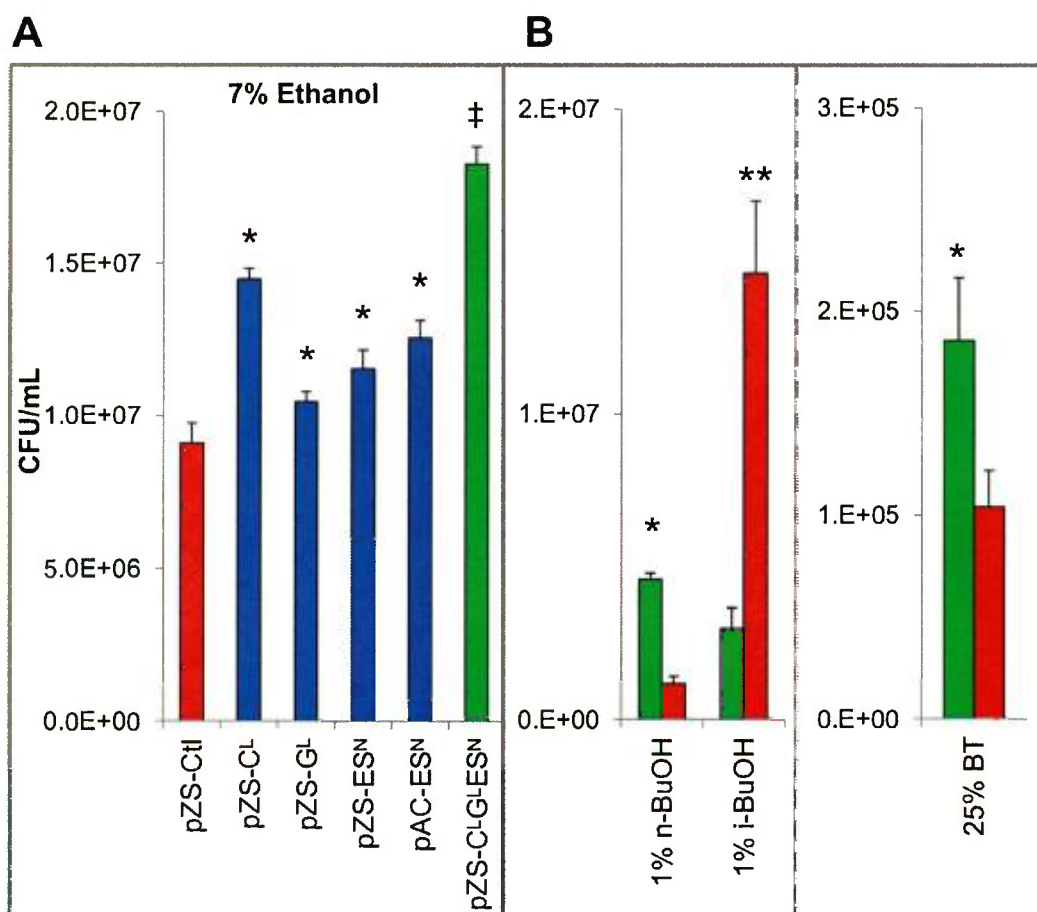 A
B
7% Ethanol
CFU/mL
2.0E+07
1.5E+07
1.0E+07
5.0E+06
0.0E+00
*
*
*
*
‡
pZS-Ctl
pZS-Cᴸ
pZS-Gᴸ
pZS-ESᴺ
pAC-ESᴺ
pZS-CᴸGᴸESᴺ
2.E+07
1.E+07
0.E+00
*
**
1% n-BuOH
1% i-BuOH
3.E+05
2.E+05
1.E+05
0.E+00
*
25% BT